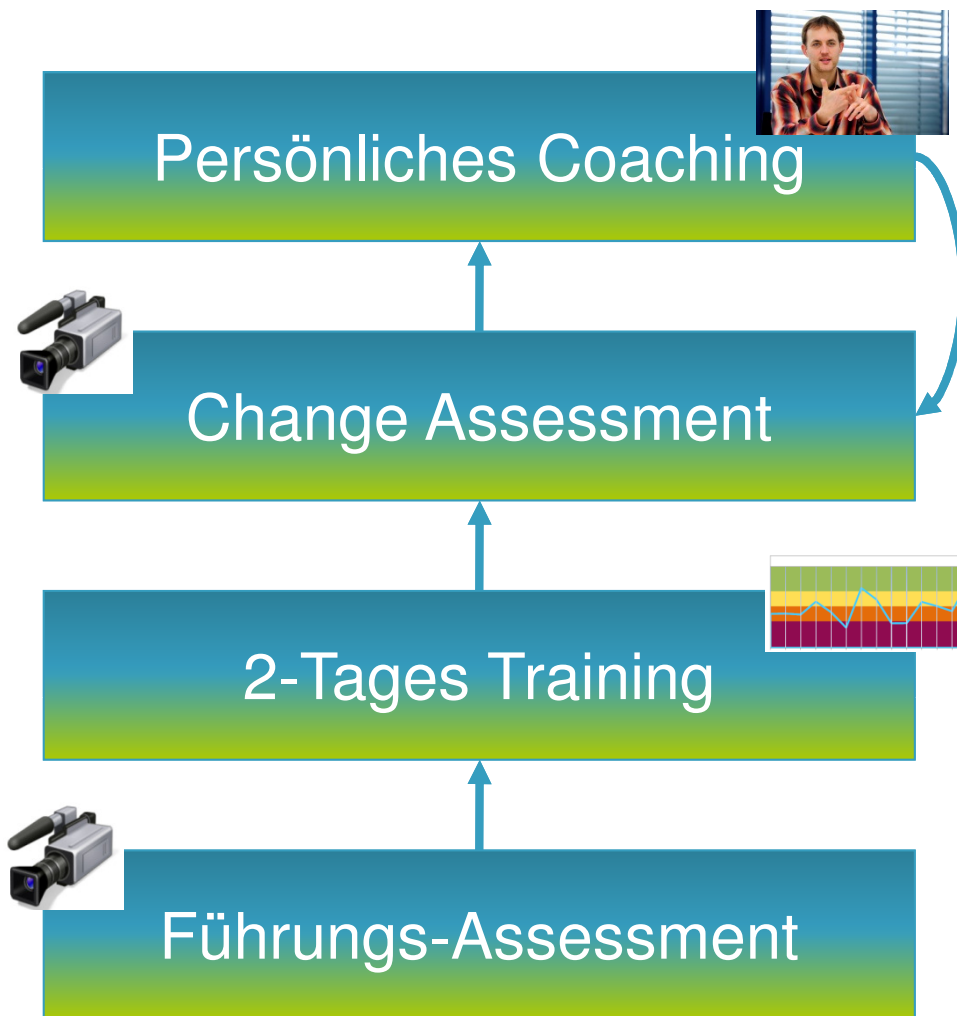 Persönliches Coaching
Change Assessment
2-Tages Training
Führungs-Assessment